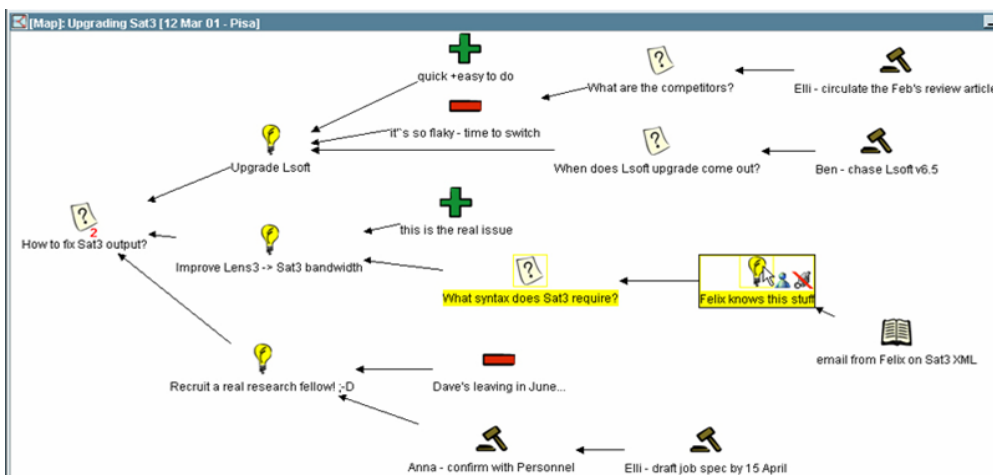 [Map]: Upgrading Sat3 [12 Mar 01 - Pisa]
quick +easy to do
What are the competitors?
Elli - circulate the Feb's review article
it"s so flaky - time to switch
Upgrade Lsoft
When does Lsoft upgrade come out?
Ben - chase Lsoft v6.5
2
How to fix Sat3 output?
this is the real issue
Improve Lens3 -> Sat3 bandwidth
What syntax does Sat3 require?
Felix knows this stuff
email from Felix on Sat3 XML
Recruit a real research fellow! ;-D
Dave's leaving in June...
Anna - confirm with Personnel
Elli - draft job spec by 15 April